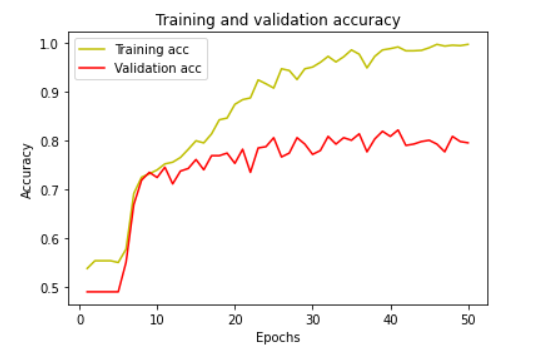 Training and validation accuracy
Training acc
Validation acc
Accuracy
1.0
0.9
0.8
0.7
0.6
0.5
0
10
20
30
40
50
Epochs